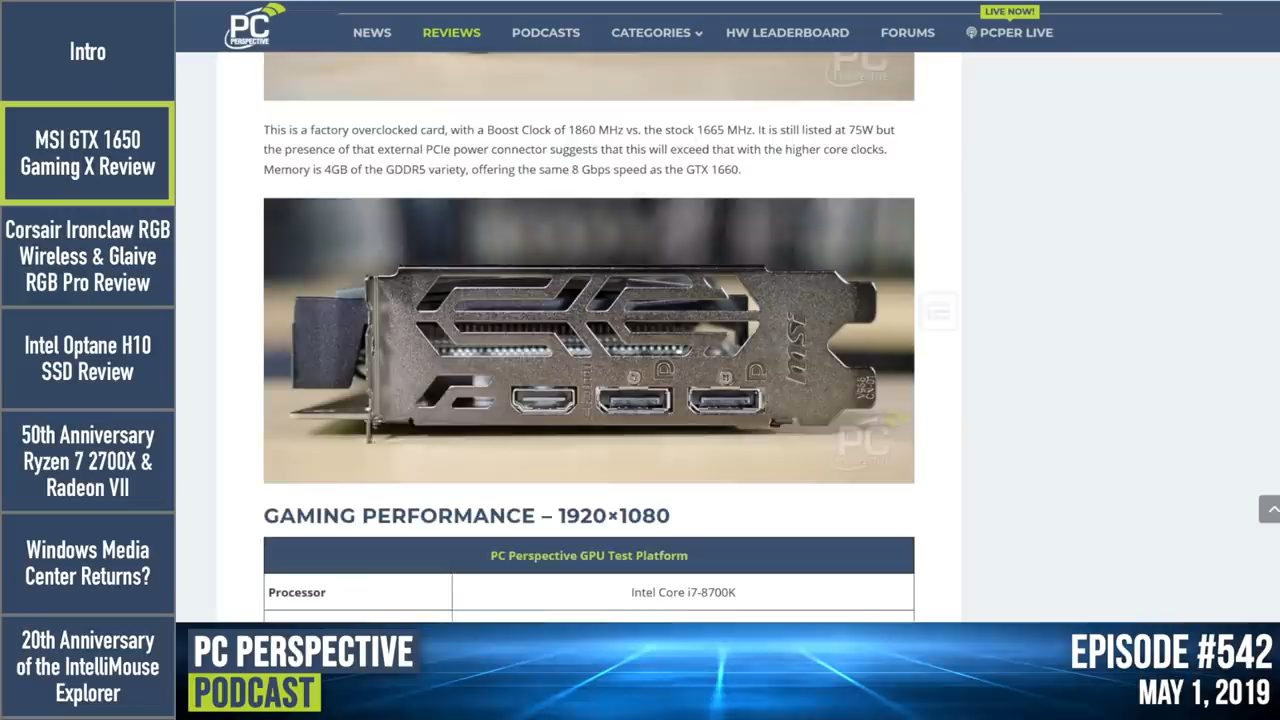 Intro
MSI GTX 1650
Gaming X Review
Corsair Ironclaw RGB
Wireless & Glaive
RGB Pro Review
Intel Optane H10
SSD Review
50th Anniversary
Ryzen 7 2700X &
Radeon VII
Windows Media
Center Returns?
20th Anniversary
of the IntelliMouse
Explorer
PC
PERSPECTIVE
LIVE NOW!
NEWS REVIEWS PODCASTS CATEGORIES HW LEADERBOARD FORUMS PCPER LIVE
PC
PERSPECTIVE
This is a factory overclocked card, with a Boost Clock of 1860 MHz vs. the stock 1665 MHz. It is still listed at 75W but
the presence of that external PCIe power connector suggests that this will exceed that with the higher core clocks.
Memory is 4GB of the GDDR5 variety, offering the same 8 Gbps speed as the GTX 1660.
msi
PC
PERSPECTIVE
GAMING PERFORMANCE – 1920×1080
PC Perspective GPU Test Platform
Processor Intel Core i7-8700K
PC PERSPECTIVE
PODCAST
EPISODE #542
MAY 1, 2019